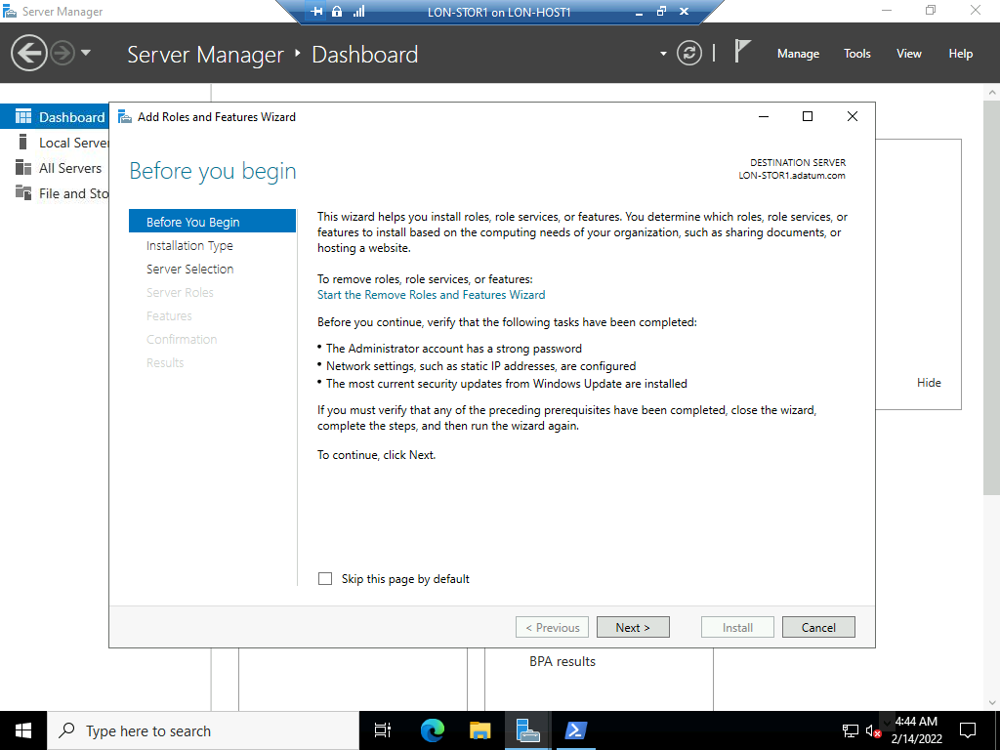 Server Manager
LON-STOR1 on LON-HOST1
Server Manager
Dashboard
Manage
Tools
View
Help
Dashboard
Local Server
All Servers
File and Sto
Add Roles and Features Wizard
Before you begin
DESTINATION SERVER
LON-STOR1.adatum.com
Before You Begin
Installation Type
Server Selection
Server Roles
Features
Confirmation
Results
This wizard helps you install roles, role services, or features. You determine which roles, role services, or
features to install based on the computing needs of your organization, such as sharing documents, or
hosting a website.
To remove roles, role services, or features:
Start the Remove Roles and Features Wizard
Before you continue, verify that the following tasks have been completed:
• The Administrator account has a strong password
• Network settings, such as static IP addresses, are configured
• The most current security updates from Windows Update are installed
If you must verify that any of the preceding prerequisites have been completed, close the wizard,
complete the steps, and then run the wizard again.
To continue, click Next.
Skip this page by default
< Previous
Next >
Install
Cancel
Hide
BPA results
Type here to search
4:44 AM
2/14/2022